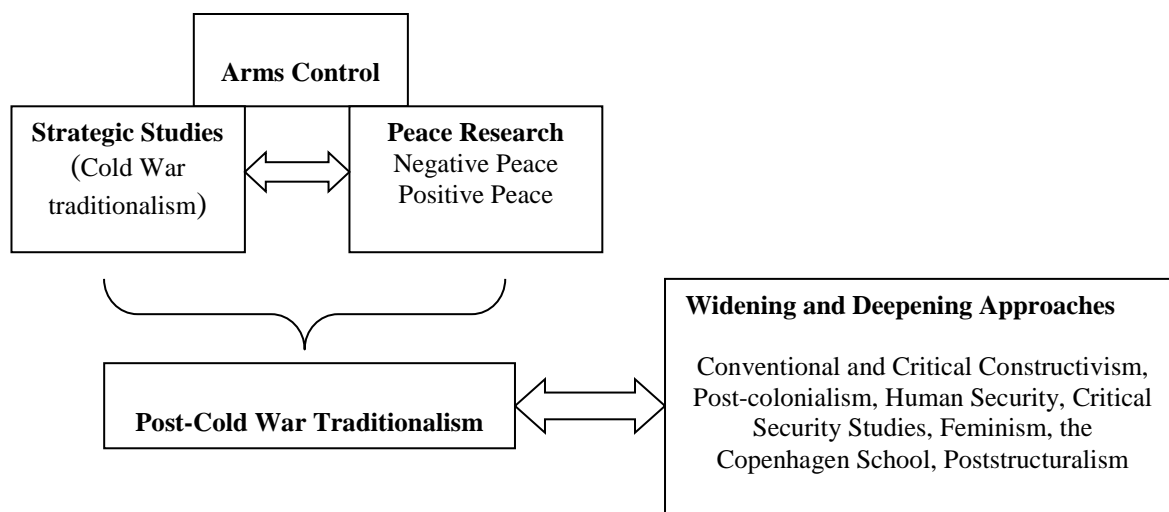 Arms Control
Strategic Studies
(Cold War
traditionalism)
Peace Research
Negative Peace
Positive Peace
Post-Cold War Traditionalism
Widening and Deepening Approaches
Conventional and Critical Constructivism,
Post-colonialism, Human Security, Critical
Security Studies, Feminism, the
Copenhagen School, Poststructuralism